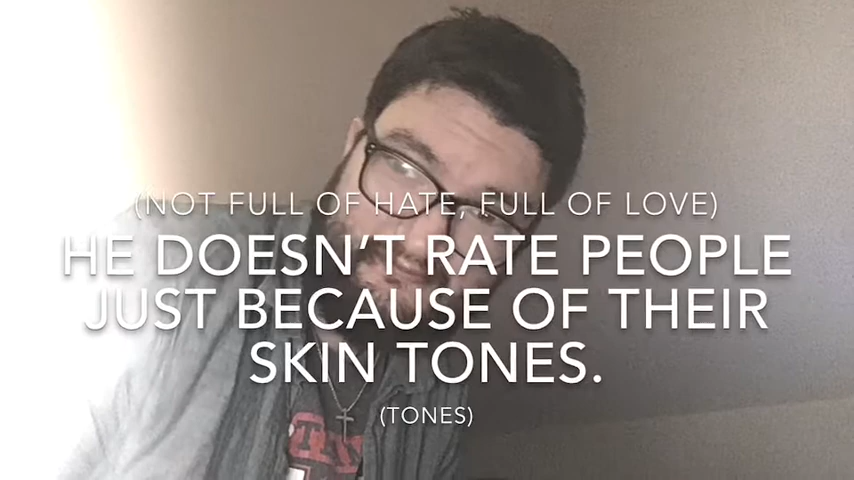 (NOT FULL OF HATE, FULL OF LOVE)
HE DOESN'T RATE PEOPLE
JUST BECAUSE OF THEIR
SKIN TONES.
(TONES)